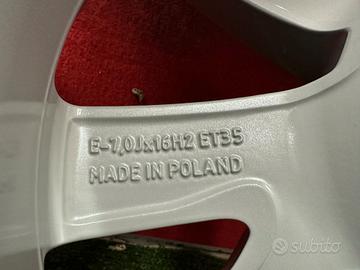 E-7,0Jx16H2 ET35
MADE IN POLAND
subito